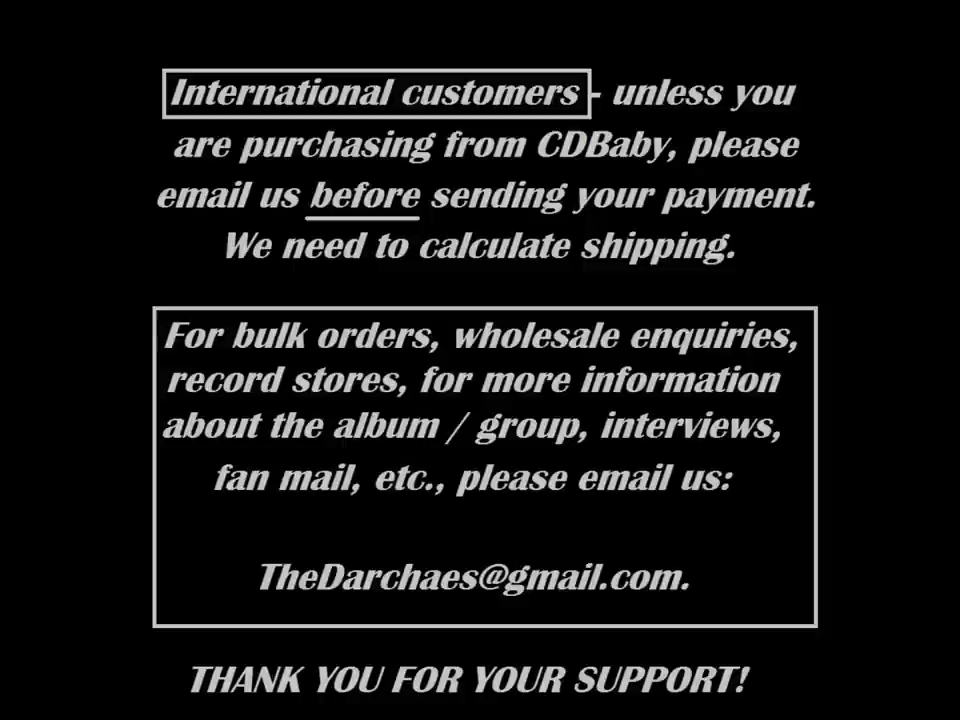 International customers - unless you
are purchasing from CDBaby, please
email us before sending your payment.
We need to calculate shipping.
For bulk orders, wholesale enquiries,
record stores, for more information
about the album / group, interviews,
fan mail, etc., please email us:
TheDarchaes@gmail.com.
THANK YOU FOR YOUR SUPPORT!